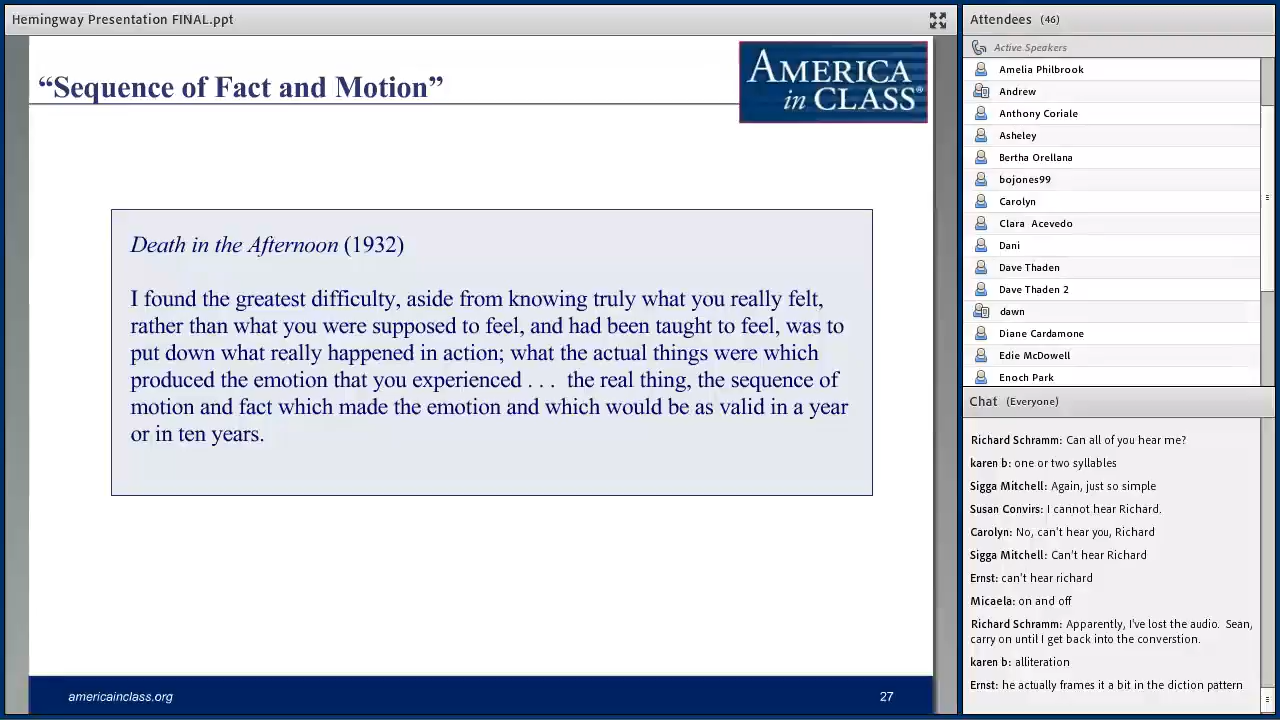 Hemingway Presentation FINAL.ppt
“Sequence of Fact and Motion”
AMERICA
in CLASS®
Death in the Afternoon (1932)
I found the greatest difficulty, aside from knowing truly what you really felt,
rather than what you were supposed to feel, and had been taught to feel, was to
put down what really happened in action; what the actual things were which
produced the emotion that you experienced . . .  the real thing, the sequence of
motion and fact which made the emotion and which would be as valid in a year
or in ten years.
americainclass.org
27
Attendees (46)
Active Speakers
Amelia Philbrook
Andrew
Anthony Coriale
Asheley
Bertha Orellana
bojones99
Carolyn
Clara Acevedo
Dani
Dave Thaden
Dave Thaden 2
dawn
Diane Cardamone
Edie McDowell
Enoch Park
Chat (Everyone)
Richard Schramm: Can all of you hear me?
karen b: one or two syllables
Sigga Mitchell: Again, just so simple
Susan Convirs: I cannot hear Richard.
Carolyn: No, can't hear you, Richard
Sigga Mitchell: Can't hear Richard
Ernst: can't hear richard
Micaela: on and off
Richard Schramm: Apparently, I've lost the audio. Sean,
carry on until I get back into the converstion.
karen b: alliteration
Ernst: he actually frames it a bit in the diction pattern